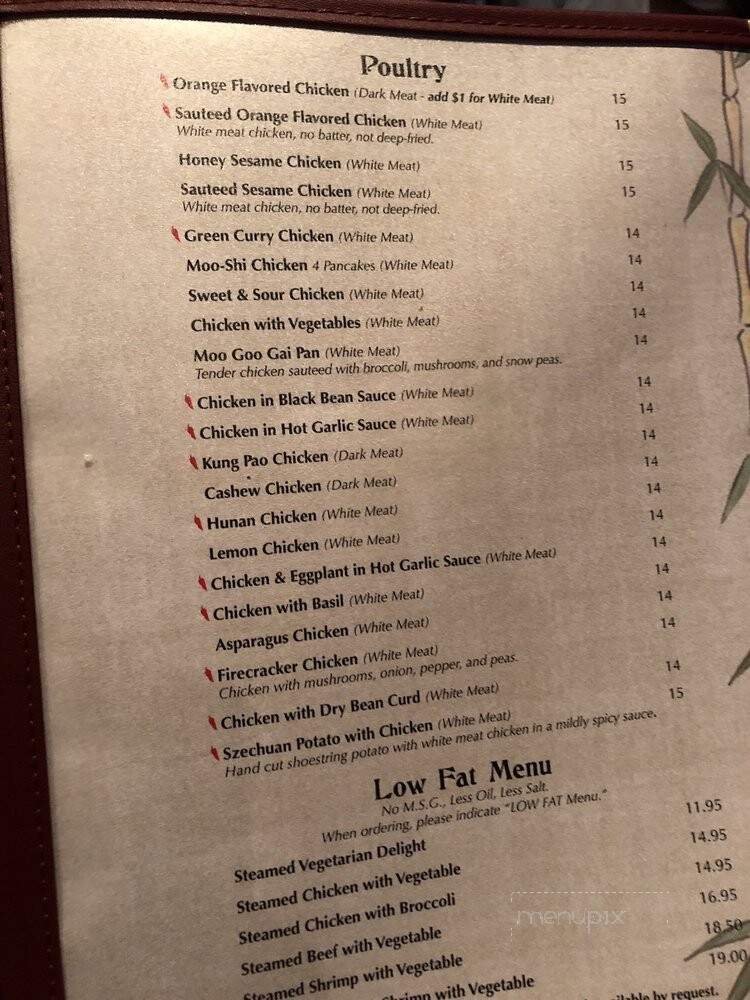 Poultry
Orange Flavored Chicken (Dark Meat - add $1 for White Meat) 15
Sauteed Orange Flavored Chicken (White Meat) 15
White meat chicken, no batter, not deep-fried.
Honey Sesame Chicken (White Meat) 15
Sauteed Sesame Chicken (White Meat) 15
White meat chicken, no batter, not deep-fried.
Green Curry Chicken (White Meat) 14
Moo-Shi Chicken 4 Pancakes (White Meat) 14
Sweet & Sour Chicken (White Meat) 14
Chicken with Vegetables (White Meat) 14
Moo Goo Gai Pan (White Meat) 14
Tender chicken sauteed with broccoli, mushrooms, and snow peas.
Chicken in Black Bean Sauce (White Meat) 14
Chicken in Hot Garlic Sauce (White Meat) 14
Kung Pao Chicken (Dark Meat) 14
Cashew Chicken (Dark Meat) 14
Hunan Chicken (White Meat) 14
Lemon Chicken (White Meat) 14
Chicken & Eggplant in Hot Garlic Sauce (White Meat) 14
Chicken with Basil (White Meat) 14
Asparagus Chicken (White Meat) 14
Firecracker Chicken (White Meat) 14
Chicken with mushrooms, onion, pepper, and peas.
Chicken with Dry Bean Curd (White Meat) 14
Szechuan Potato with Chicken (White Meat) 15
Hand cut shoestring potato with white meat chicken in a mildly spicy sauce.
Low Fat Menu
No M.S.G., Less Oil, Less Salt.
When ordering, please indicate "LOW FAT Menu."
Steamed Vegetarian Delight 11.95
Steamed Chicken with Vegetable 14.95
Steamed Chicken with Broccoli 14.95
Steamed Beef with Vegetable 16.95
Steamed Shrimp with Vegetable 18.50
Shrimp with Vegetable 19.00
by request.
menupix